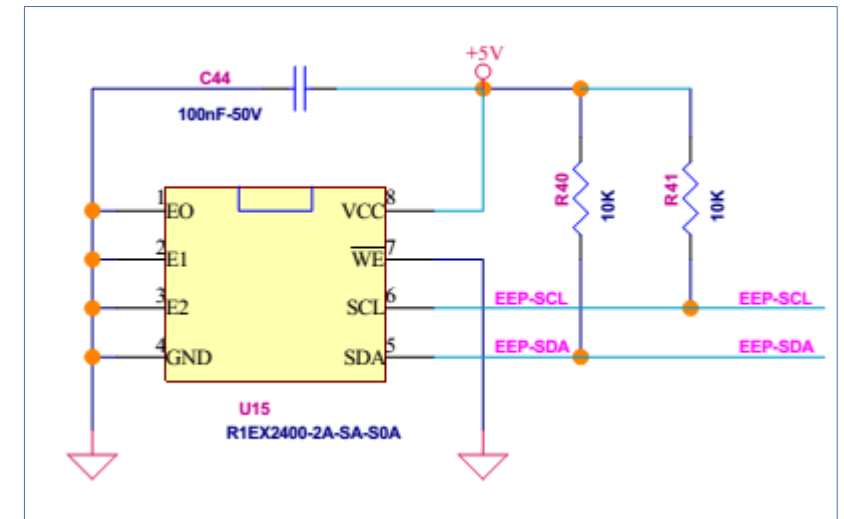 +5V
C44
100nF-50V
R40
10K
R41
10K
1
EO
VCC
8
2
E1
WE
7
3
E2
SCL
6
EEP-SCL
EEP-SCL
4
GND
SDA
5
EEP-SDA
EEP-SDA
U15
R1EX2400-2A-SA-S0A